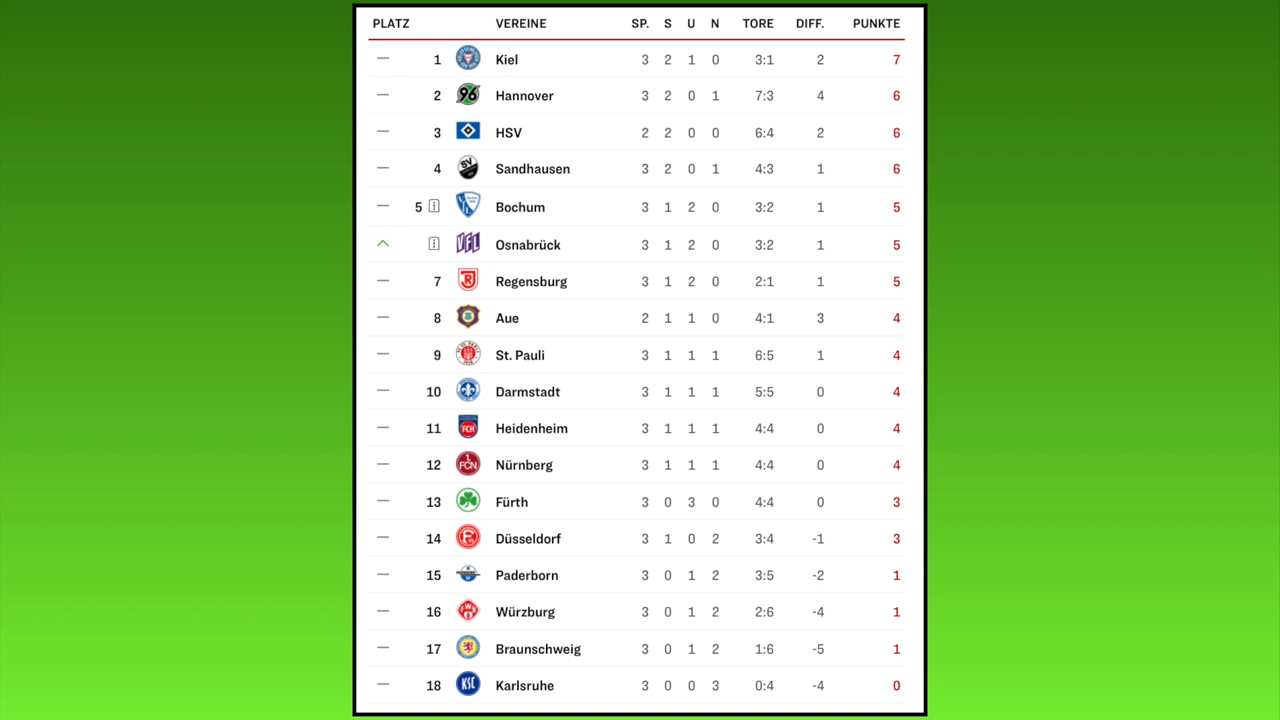 PLATZ VEREINE SP. S U N TORE DIFF. PUNKTE
— 1 Kiel 3 2 1 0 3:1 2 7
— 2 96 Hannover 3 2 0 1 7:3 4 6
— 3 HSV 2 2 0 0 6:4 2 6
— 4 SV Sandhausen 3 2 0 1 4:3 1 6
— 5 i Bochum 3 1 2 0 3:2 1 5
i VFL Osnabrück 3 1 2 0 3:2 1 5
— 7 Regensburg 3 1 2 0 2:1 1 5
— 8 Aue 2 1 1 0 4:1 3 4
— 9 St. Pauli 3 1 1 1 6:5 1 4
— 10 Darmstadt 3 1 1 1 5:5 0 4
— 11 FCH Heidenheim 3 1 1 1 4:4 0 4
— 12 1. FCN Nürnberg 3 1 1 1 4:4 0 4
— 13 Fürth 3 0 3 0 4:4 0 3
— 14 Düsseldorf 3 1 0 2 3:4 -1 3
— 15 Paderborn 3 0 1 2 3:5 -2 1
— 16 Würzburg 3 0 1 2 2:6 -4 1
— 17 Braunschweig 3 0 1 2 1:6 -5 1
— 18 KSC Karlsruhe 3 0 0 3 0:4 -4 0